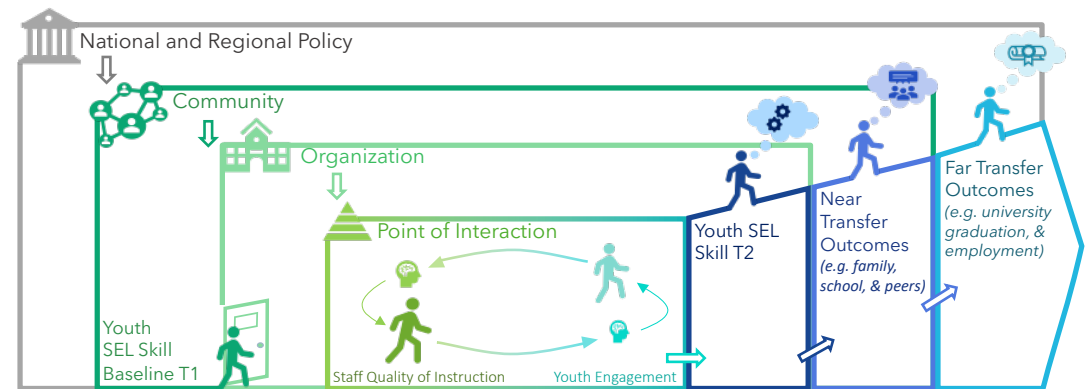 National and Regional Policy
Community
Organization
Point of Interaction
Youth
SEL Skill
Baseline T1
Staff Quality of Instruction
Youth Engagement
Youth SEL
Skill T2
Near
Transfer
Outcomes
(e.g. family,
school, & peers)
Far Transfer
Outcomes
(e.g. university
graduation, &
employment)